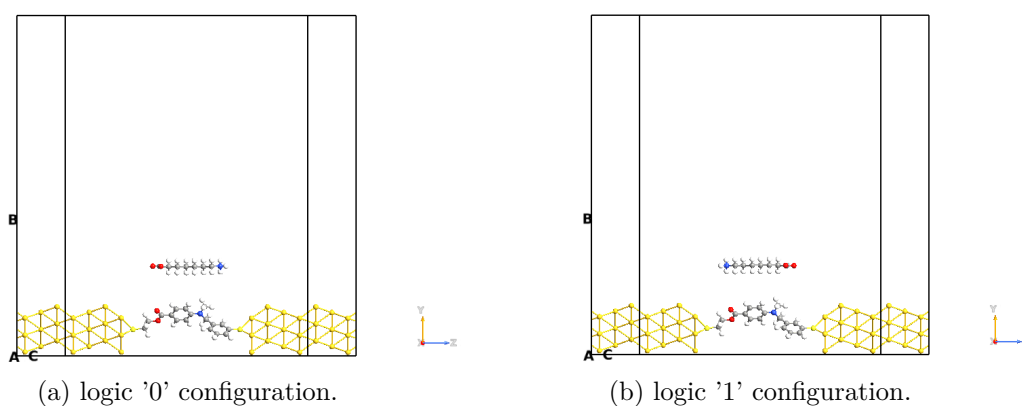 B
A C
Y
X Z
(a) logic '0' configuration.
B
A C
Y
X
(b) logic '1' configuration.